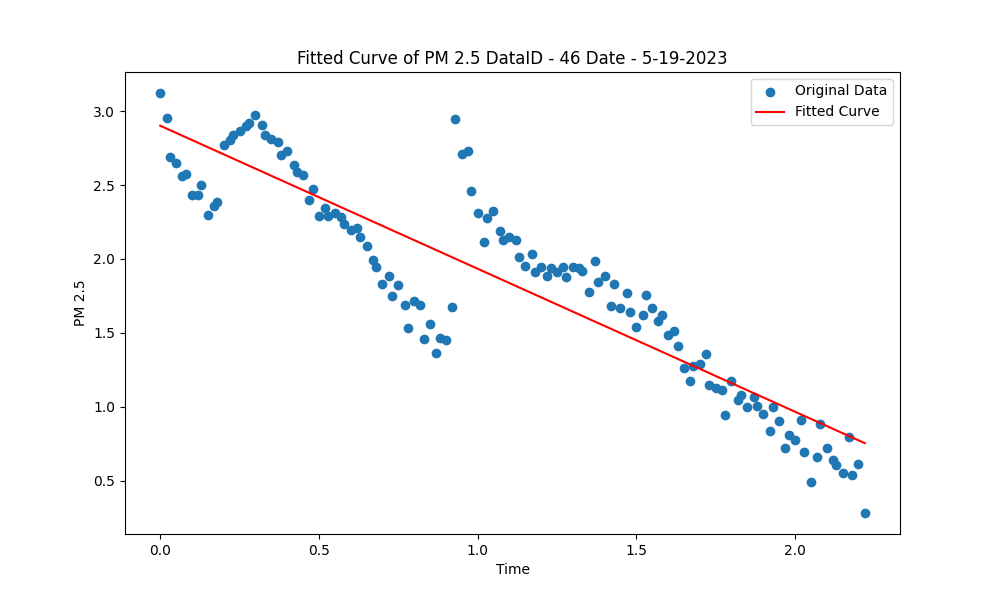 Fitted Curve of PM 2.5 DataID - 46 Date - 5-19-2023
Original Data
Fitted Curve
PM 2.5
3.0
2.5
2.0
1.5
1.0
0.5
0.0
0.5
1.0
1.5
2.0
Time